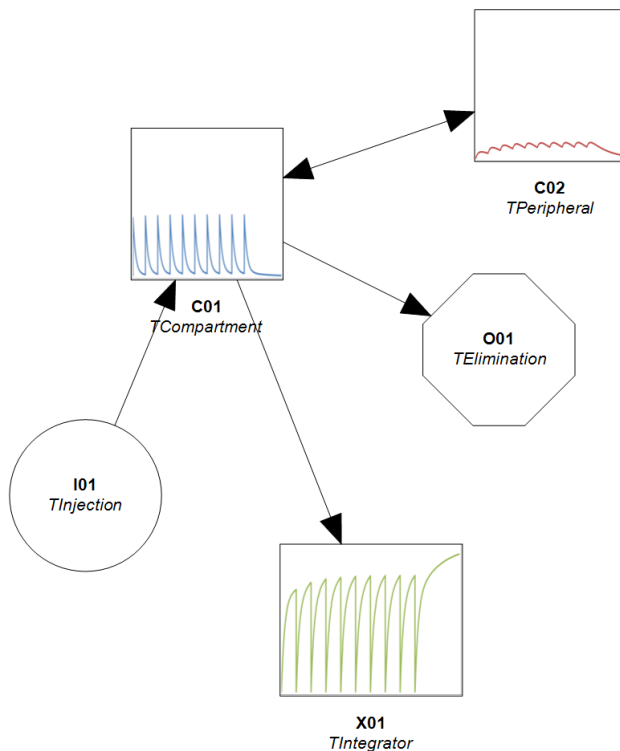 C02
TPeripheral
C01
TCompartment
O01
TElimination
I01
TInjection
X01
TIntegrator